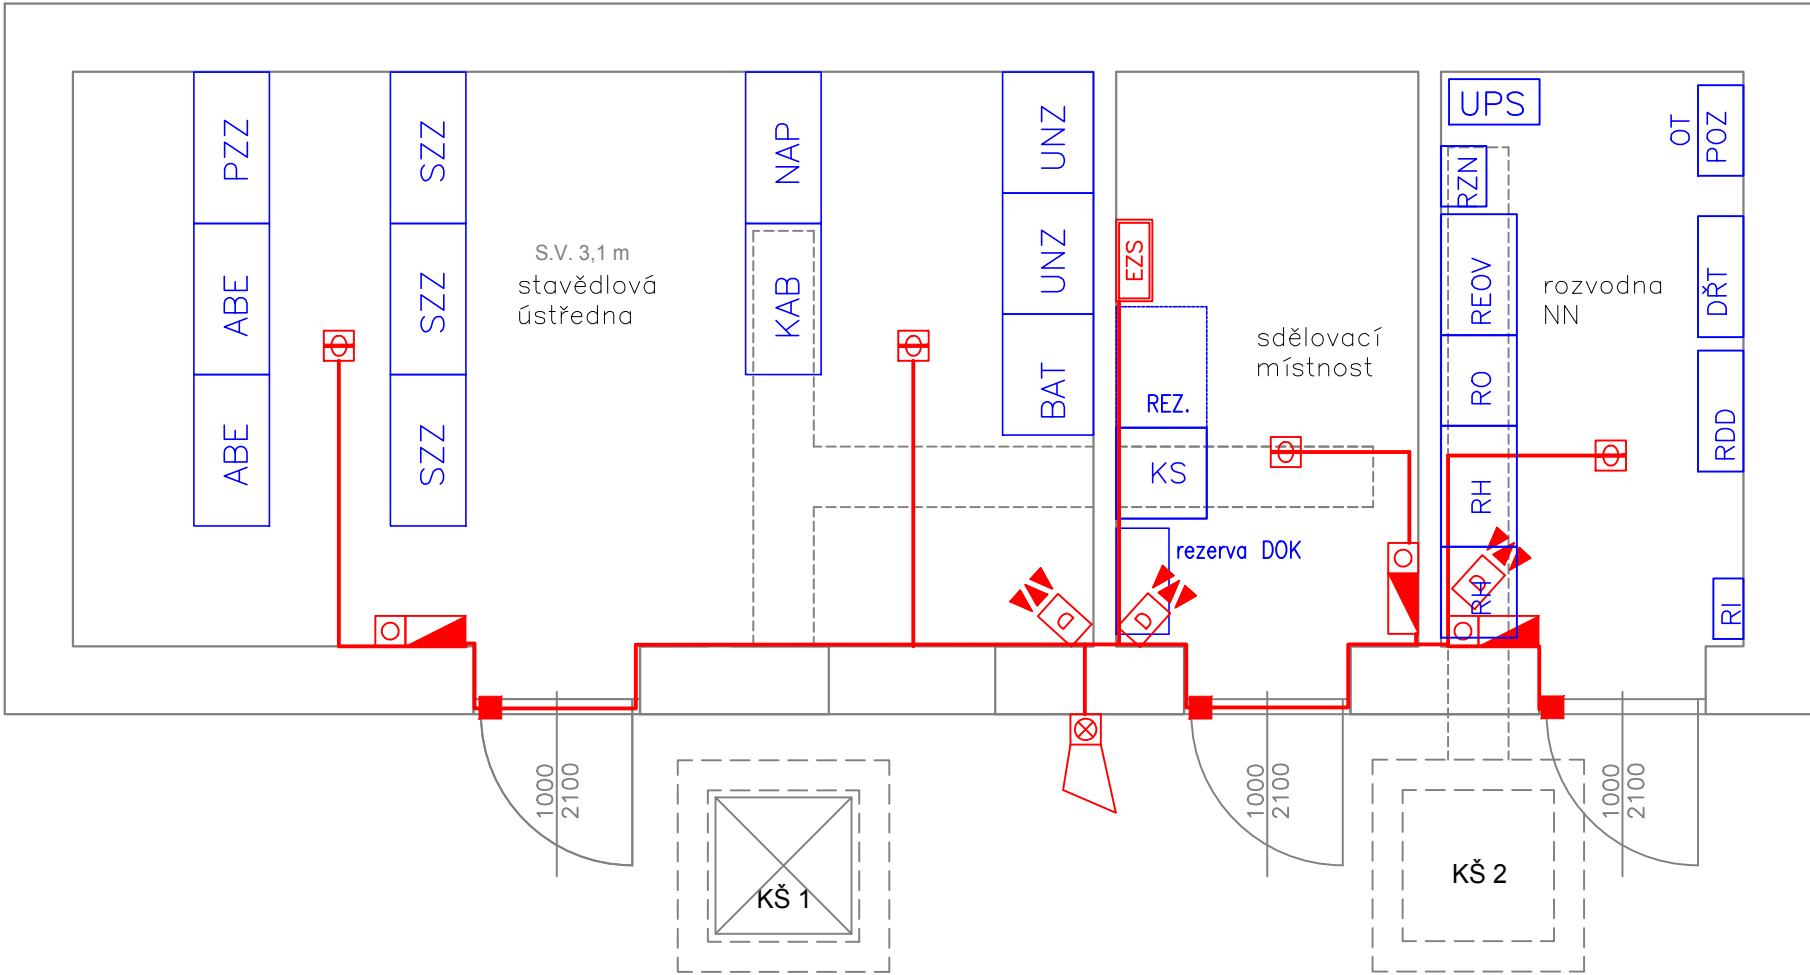 PZZ
ABE
ABE
SZZ
SZZ
SZZ
S.V. 3,1 m
stavědlová
ústředna
NAP
KAB
UNZ
UNZ
BAT
EZS
REZ.
KS
rezerva DOK
sdělovací
místnost
UPS
RZN
REOV
RO
RH
RH
rozvodna
NN
OT
POZ
DŘT
RDD
RI
D
D
D
1000
2100
1000
2100
1000
2100
KŠ 1
KŠ 2